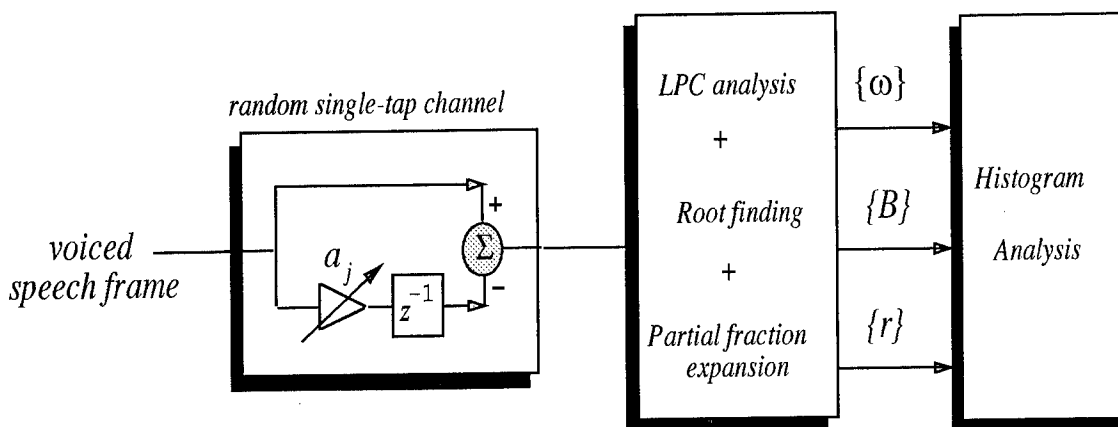 random single-tap channel
voiced
speech frame
+
Σ
−
a_j
z^{-1}
LPC analysis
+
Root finding
+
Partial fraction
expansion
{ω}
{B}
{r}
Histogram
Analysis